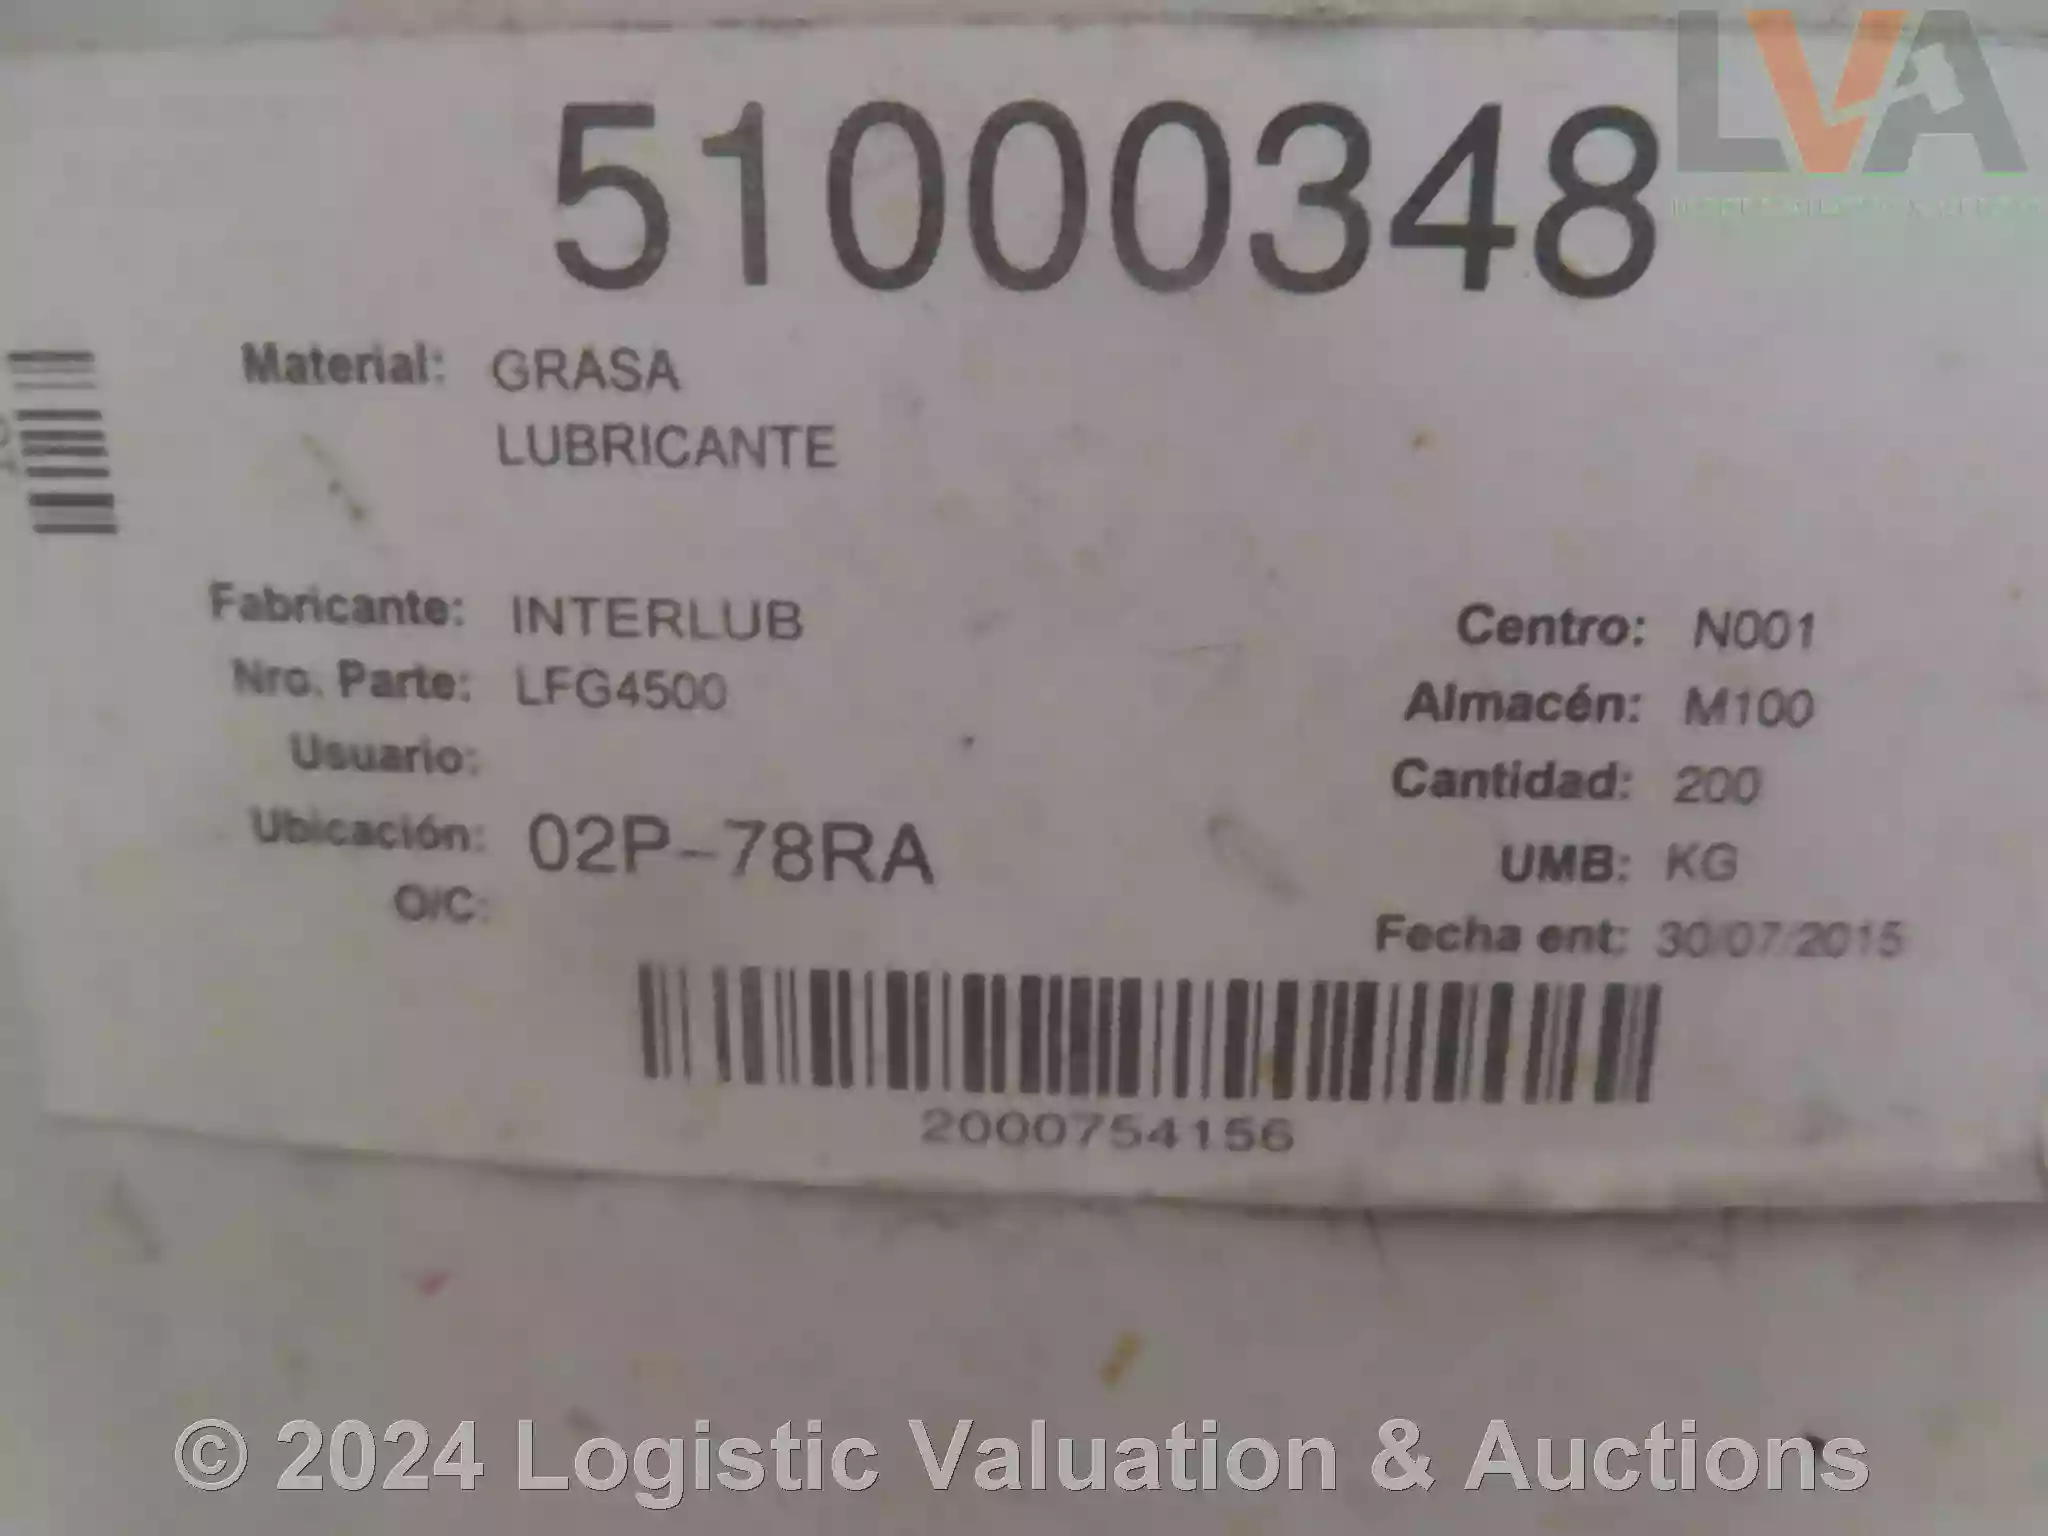 LVA
51000348
Material: GRASA
LUBRICANTE
Fabricante: INTERLUB
Nro. Parte: LFG4500
Usuario:
Ubicación: 02P-78RA
O/C:
Centro: N001
Almacén: M100
Cantidad: 200
UMB: KG
Fecha ent: 30/07/2015
2000754156
© 2024 Logistic Valuation & Auctions